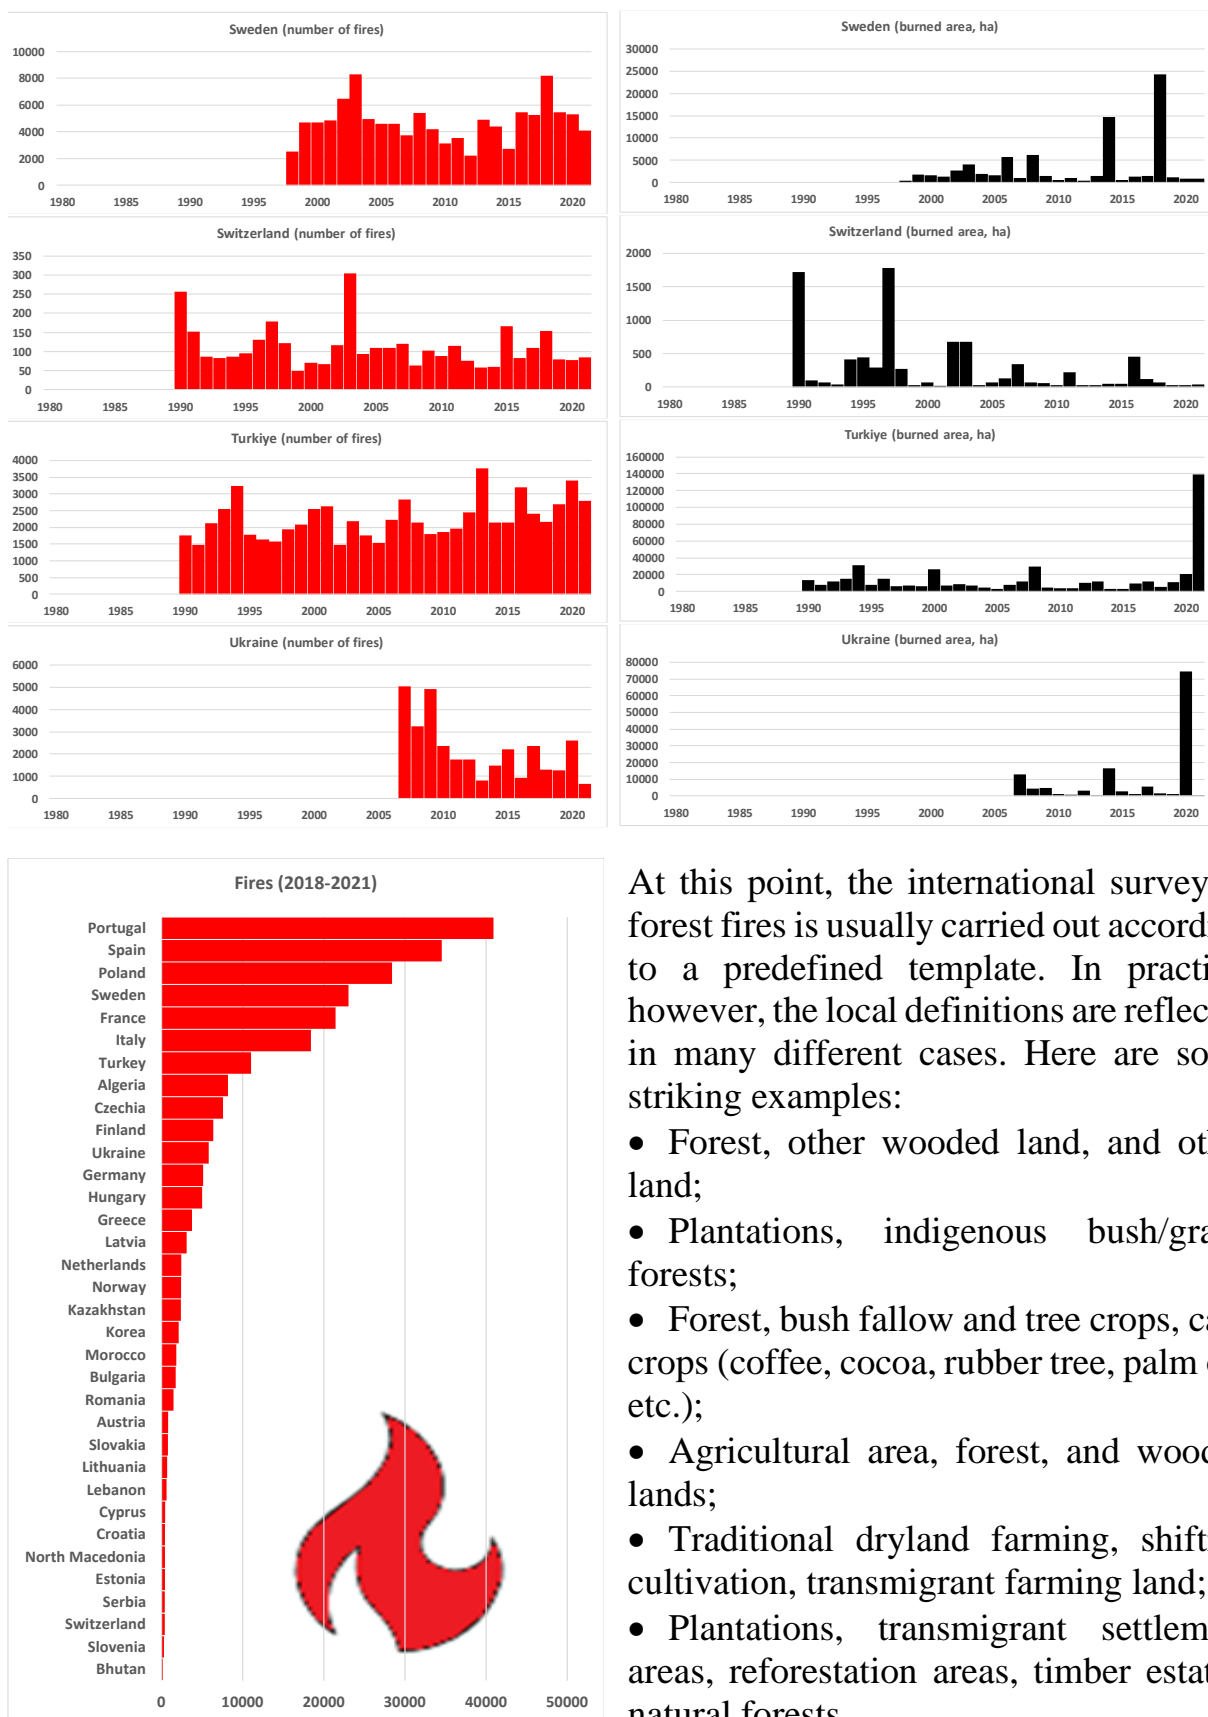 Sweden (number of fires)
10000
8000
6000
4000
2000
0
1980 1985 1990 1995 2000 2005 2010 2015 2020
Sweden (burned area, ha)
30000
25000
20000
15000
10000
5000
0
1980 1985 1990 1995 2000 2005 2010 2015 2020
Switzerland (number of fires)
350
300
250
200
150
100
50
0
1980 1985 1990 1995 2000 2005 2010 2015 2020
Switzerland (burned area, ha)
2000
1500
1000
500
0
1980 1985 1990 1995 2000 2005 2010 2015 2020
Turkiye (number of fires)
4000
3500
3000
2500
2000
1500
1000
500
0
1980 1985 1990 1995 2000 2005 2010 2015 2020
Turkiye (burned area, ha)
160000
140000
120000
100000
80000
60000
40000
20000
0
1980 1985 1990 1995 2000 2005 2010 2015 2020
Ukraine (number of fires)
6000
5000
4000
3000
2000
1000
0
1980 1985 1990 1995 2000 2005 2010 2015 2020
Ukraine (burned area, ha)
80000
70000
60000
50000
40000
30000
20000
10000
0
1980 1985 1990 1995 2000 2005 2010 2015 2020
Fires (2018-2021)
Portugal
Spain
Poland
Sweden
France
Italy
Turkey
Algeria
Czechia
Finland
Ukraine
Germany
Hungary
Greece
Latvia
Netherlands
Norway
Kazakhstan
Korea
Morocco
Bulgaria
Romania
Austria
Slovakia
Lithuania
Lebanon
Cyprus
Croatia
North Macedonia
Estonia
Serbia
Switzerland
Slovenia
Bhutan
0 10000 20000 30000 40000 50000
At this point, the international survey
forest fires is usually carried out accordi
to a predefined template. In practi
however, the local definitions are reflec
in many different cases. Here are so
striking examples:
• Forest, other wooded land, and oth
land;
• Plantations, indigenous bush/gra
forests;
• Forest, bush fallow and tree crops, ca
crops (coffee, cocoa, rubber tree, palm o
etc.);
• Agricultural area, forest, and wood
lands;
• Traditional dryland farming, shift
cultivation, transmigrant farming land;
• Plantations, transmigrant settlem
areas, reforestation areas, timber estat
natural forests